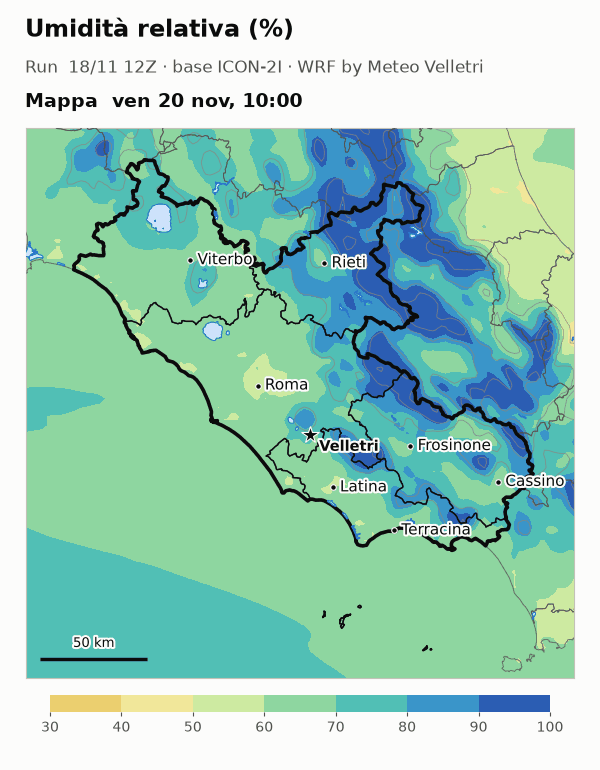 Umidità relativa (%)
Run 18/11 12Z · base ICON-2I · WRF by Meteo Velletri
Mappa ven 20 nov, 10:00
Viterbo
Rieti
Roma
Velletri
Frosinone
Cassino
Latina
Terracina
50 km
30 40 50 60 70 80 90 100